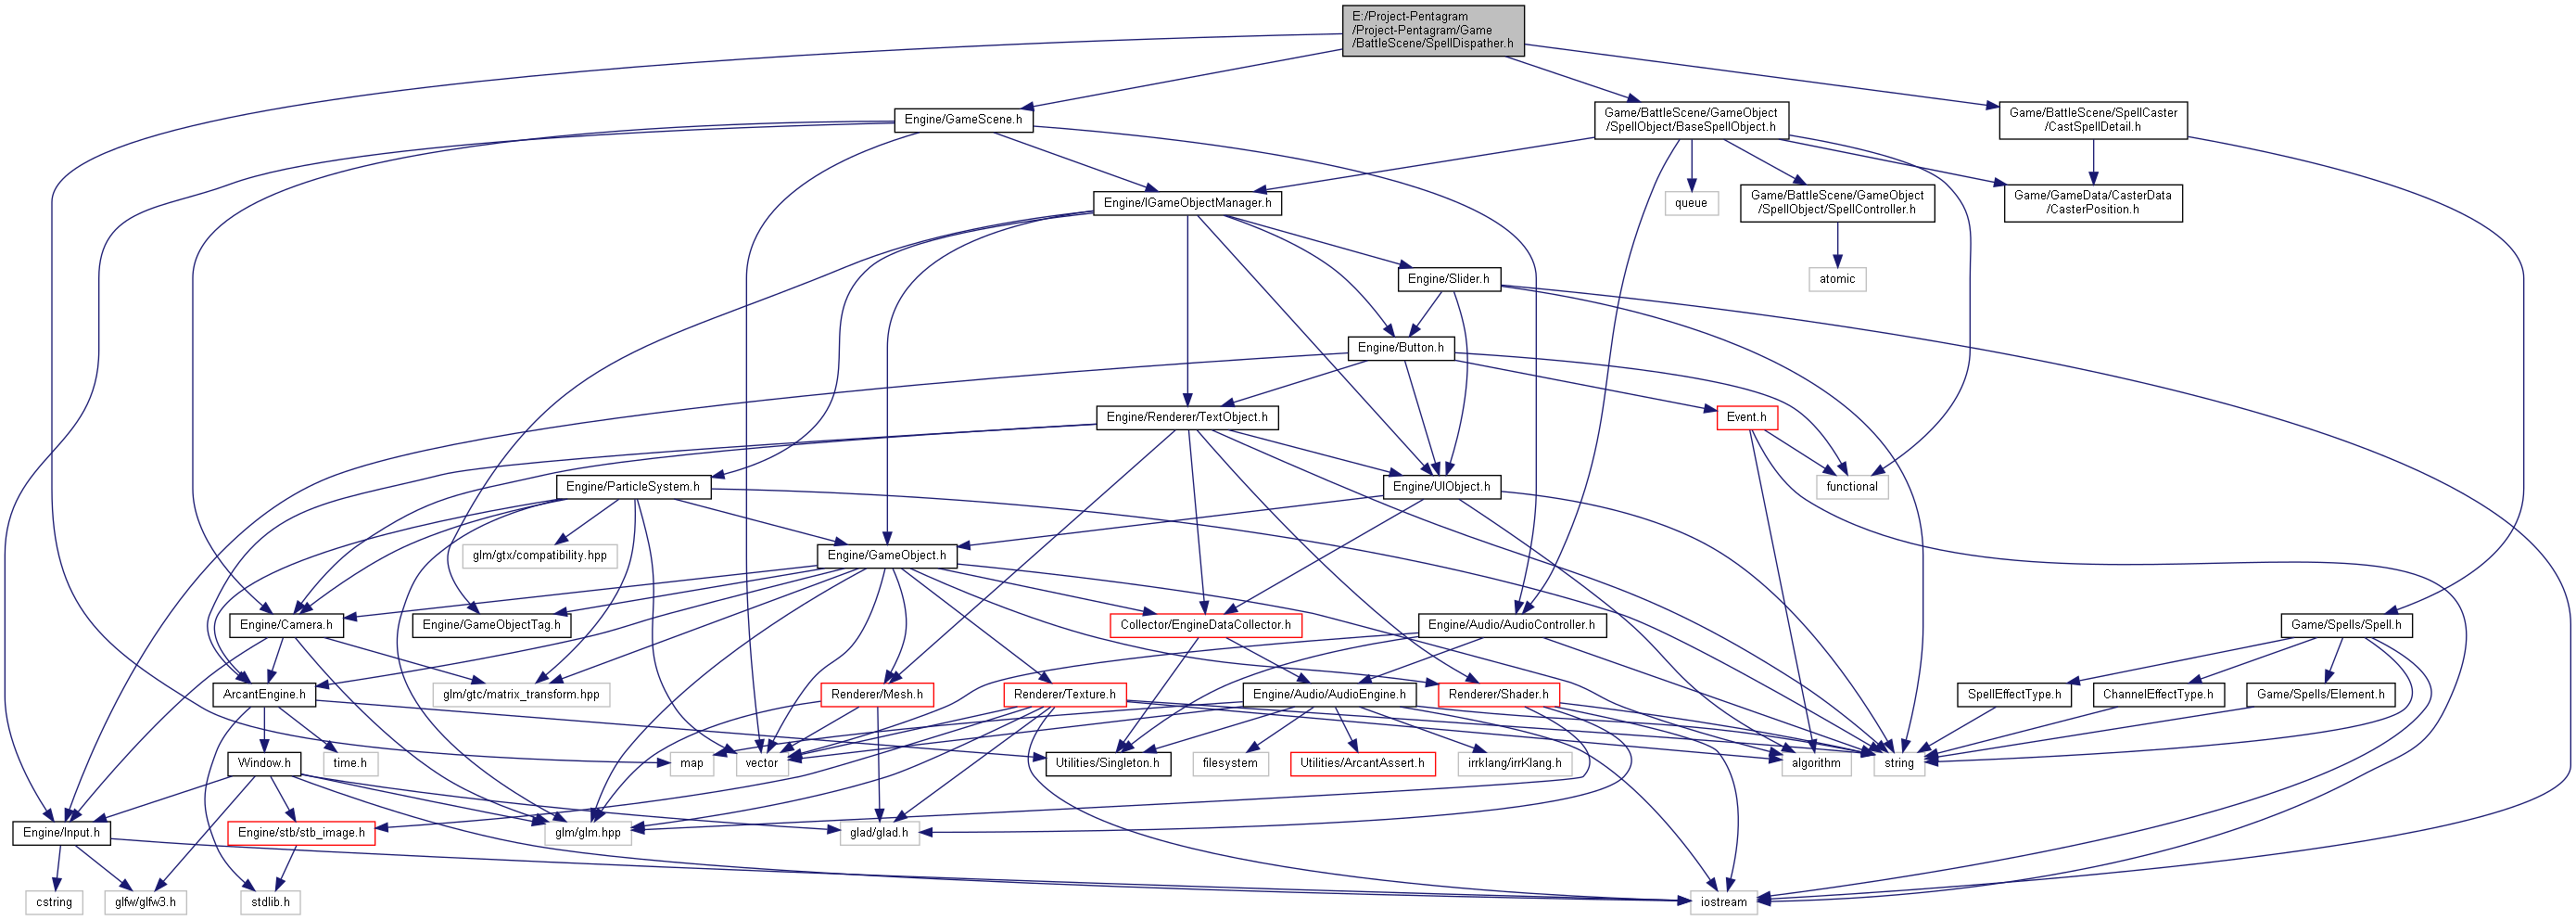 E:/Project-Pentagram
/Project-Pentagram/Game
/BattleScene/SpellDispather.h
Engine/GameScene.h
Game/BattleScene/GameObject
/SpellObject/BaseSpellObject.h
Game/BattleScene/SpellCaster
/CastSpellDetail.h
Engine/IGameObjectManager.h
queue
Game/BattleScene/GameObject
/SpellObject/SpellController.h
Game/GameData/CasterData
/CasterPosition.h
Engine/Slider.h
atomic
Engine/Button.h
Engine/Renderer/TextObject.h
Event.h
Engine/ParticleSystem.h
Engine/UIObject.h
functional
glm/gtx/compatibility.hpp
Engine/GameObject.h
Engine/Camera.h
Engine/GameObjectTag.h
Collector/EngineDataCollector.h
Engine/Audio/AudioController.h
Game/Spells/Spell.h
ArcantEngine.h
glm/gtc/matrix_transform.hpp
Renderer/Mesh.h
Renderer/Texture.h
Engine/Audio/AudioEngine.h
Renderer/Shader.h
SpellEffectType.h
ChannelEffectType.h
Game/Spells/Element.h
Window.h
time.h
map
vector
Utilities/Singleton.h
filesystem
Utilities/ArcantAssert.h
irrklang/irrKlang.h
algorithm
string
Engine/Input.h
Engine/stb/stb_image.h
glm/glm.hpp
glad/glad.h
cstring
glfw/glfw3.h
stdlib.h
iostream